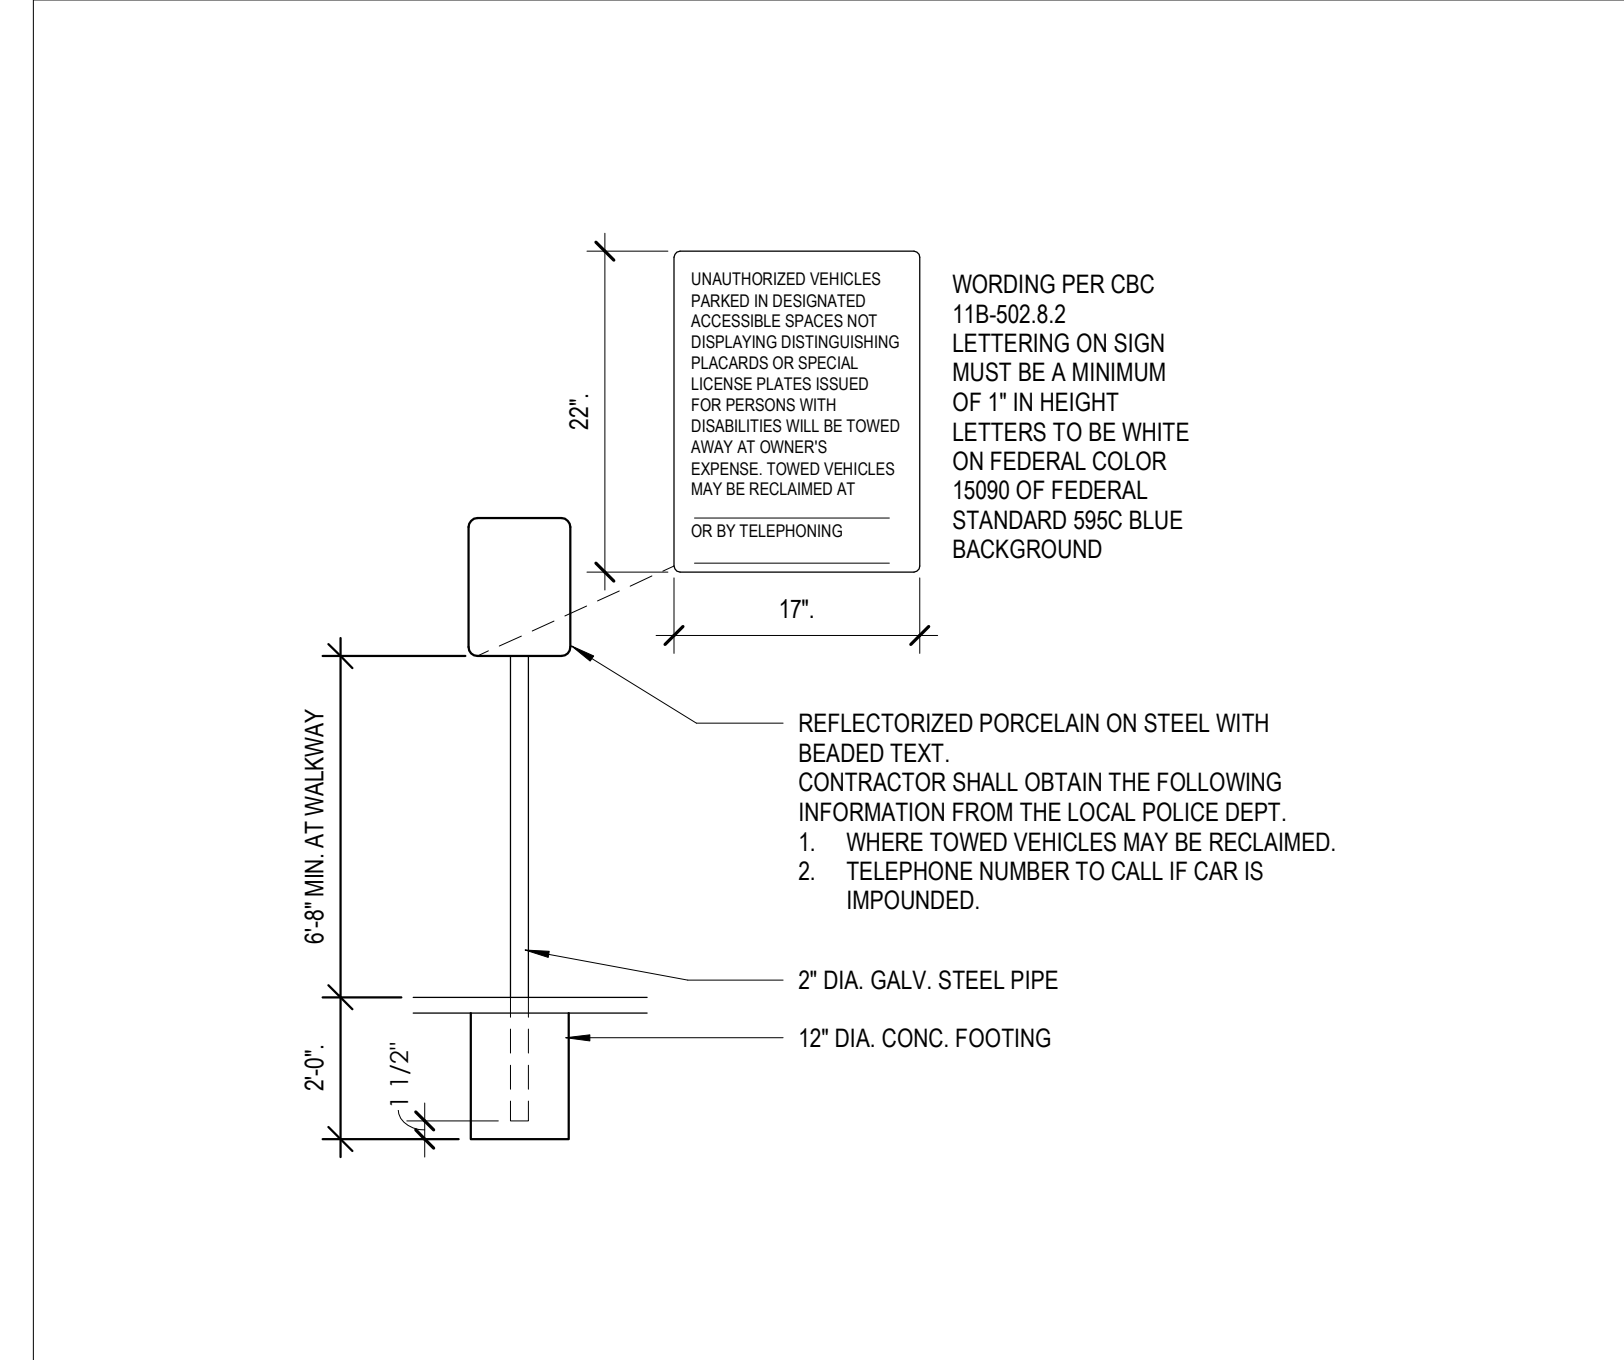 UNAUTHORIZED VEHICLES
PARKED IN DESIGNATED
ACCESSIBLE SPACES NOT
DISPLAYING DISTINGUISHING
PLACARDS OR SPECIAL
LICENSE PLATES ISSUED
FOR PERSONS WITH
DISABILITIES WILL BE TOWED
AWAY AT OWNER'S
EXPENSE. TOWED VEHICLES
MAY BE RECLAIMED AT
OR BY TELEPHONING
22".
17".
WORDING PER CBC
11B-502.8.2
LETTERING ON SIGN
MUST BE A MINIMUM
OF 1" IN HEIGHT
LETTERS TO BE WHITE
ON FEDERAL COLOR
15090 OF FEDERAL
STANDARD 595C BLUE
BACKGROUND
REFLECTORIZED PORCELAIN ON STEEL WITH
BEADED TEXT.
CONTRACTOR SHALL OBTAIN THE FOLLOWING
INFORMATION FROM THE LOCAL POLICE DEPT.
1. WHERE TOWED VEHICLES MAY BE RECLAIMED.
2. TELEPHONE NUMBER TO CALL IF CAR IS
IMPOUNDED.
6'-8" MIN. AT WALKWAY
2" DIA. GALV. STEEL PIPE
12" DIA. CONC. FOOTING
2'-0".
1 1/2"